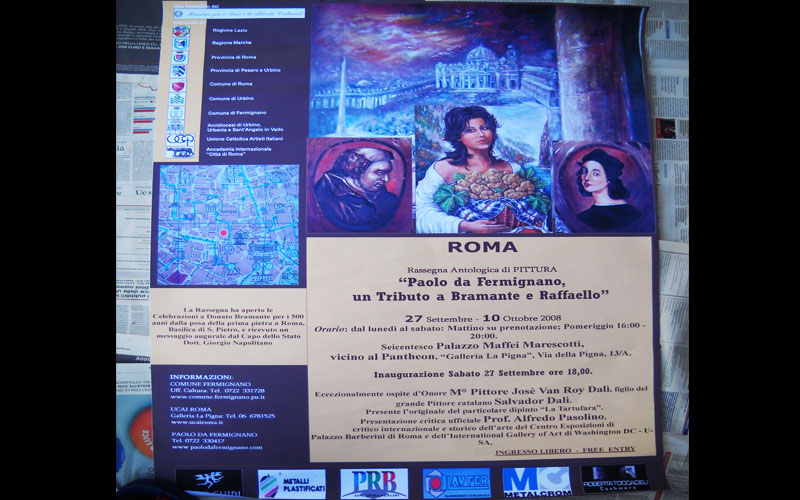 Ministero per i Beni e le Attività Culturali
Regione Lazio
Regione Marche
Provincia di Roma
Provincia di Pesaro e Urbino
Comune di Roma
Comune di Urbino
Comune di Fermignano
Arcidiocesi di Urbino,
Urbania e Sant'Angelo in Vado
Unione Cattolica Artisti Italiani
Accademia Internazionale
"Città di Roma"
La Rassegna ha aperto le
Celebrazioni a Donato Bramante per i 500
anni dalla posa della prima pietra a Roma,
Basilica di S. Pietro, e ricevuto un
messaggio augurale dal Capo dello Stato
Dott. Giorgio Napolitano
INFORMAZIONI:
COMUNE FERMIGNANO
Uff. Cultura: Tel. 0722 331728
www.comune.fermignano.pu.it
UCAI ROMA
Galleria La Pigna: Tel. 06 6781525
www.ucairoma.it
PAOLO DA FERMIGNANO
Tel. 0722 330417
www.paolodafermignano.com
ROMA
Rassegna Antologica di PITTURA
"Paolo da Fermignano,
un Tributo a Bramante e Raffaello"
27 Settembre - 10 Ottobre 2008
Orario: dal lunedì al sabato: Mattino su prenotazione; Pomeriggio 16:00 -
20:00.
Seicentesco Palazzo Maffei Marescotti,
vicino al Pantheon, "Galleria La Pigna", Via della Pigna, 13/A.
Inaugurazione Sabato 27 Settembre ore 18,00.
Eccezionalmente ospite d'Onore M° Pittore Josè Van Roy Dalì, figlio del
grande Pittore catalano Salvador Dalì.
Presente l'originale del particolare dipinto "La Tartufara".
Presentazione critica ufficiale Prof. Alfredo Pasolino,
critico internazionale e storico dell'arte del Centro Esposizioni di
Palazzo Barberini di Roma e dell'International Gallery of Art di Washington DC - U-
SA.
INGRESSO LIBERO - FREE ENTRY
METALLI
PLASTIFICATI
PRB
MC
METALCROM
ROBERTA TOCCACIELI
Cashmere